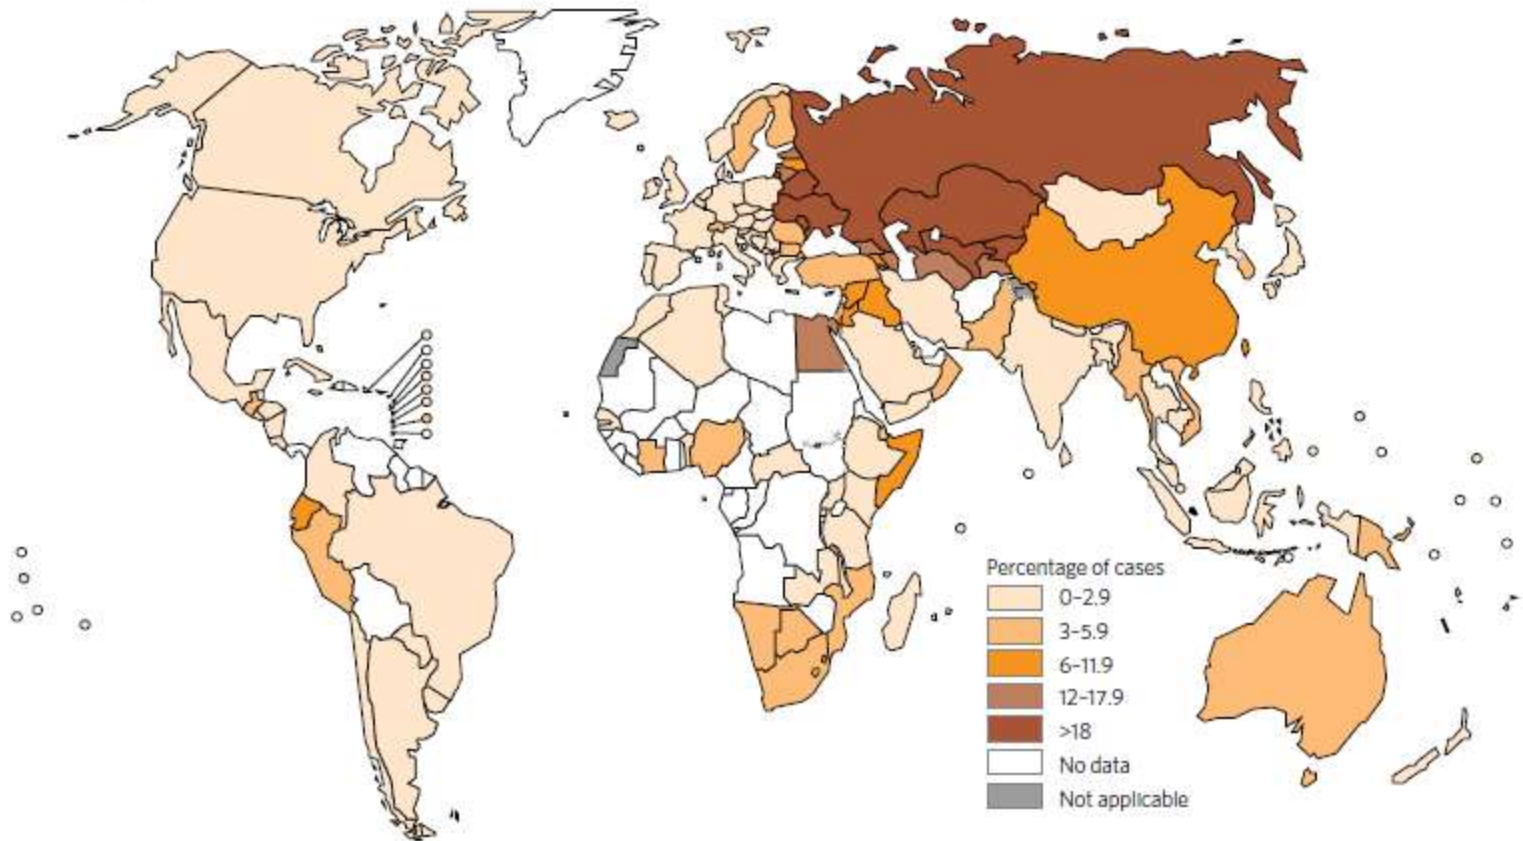 Percentage of cases
0–2.9
3–5.9
6–11.9
12–17.9
>18
No data
Not applicable